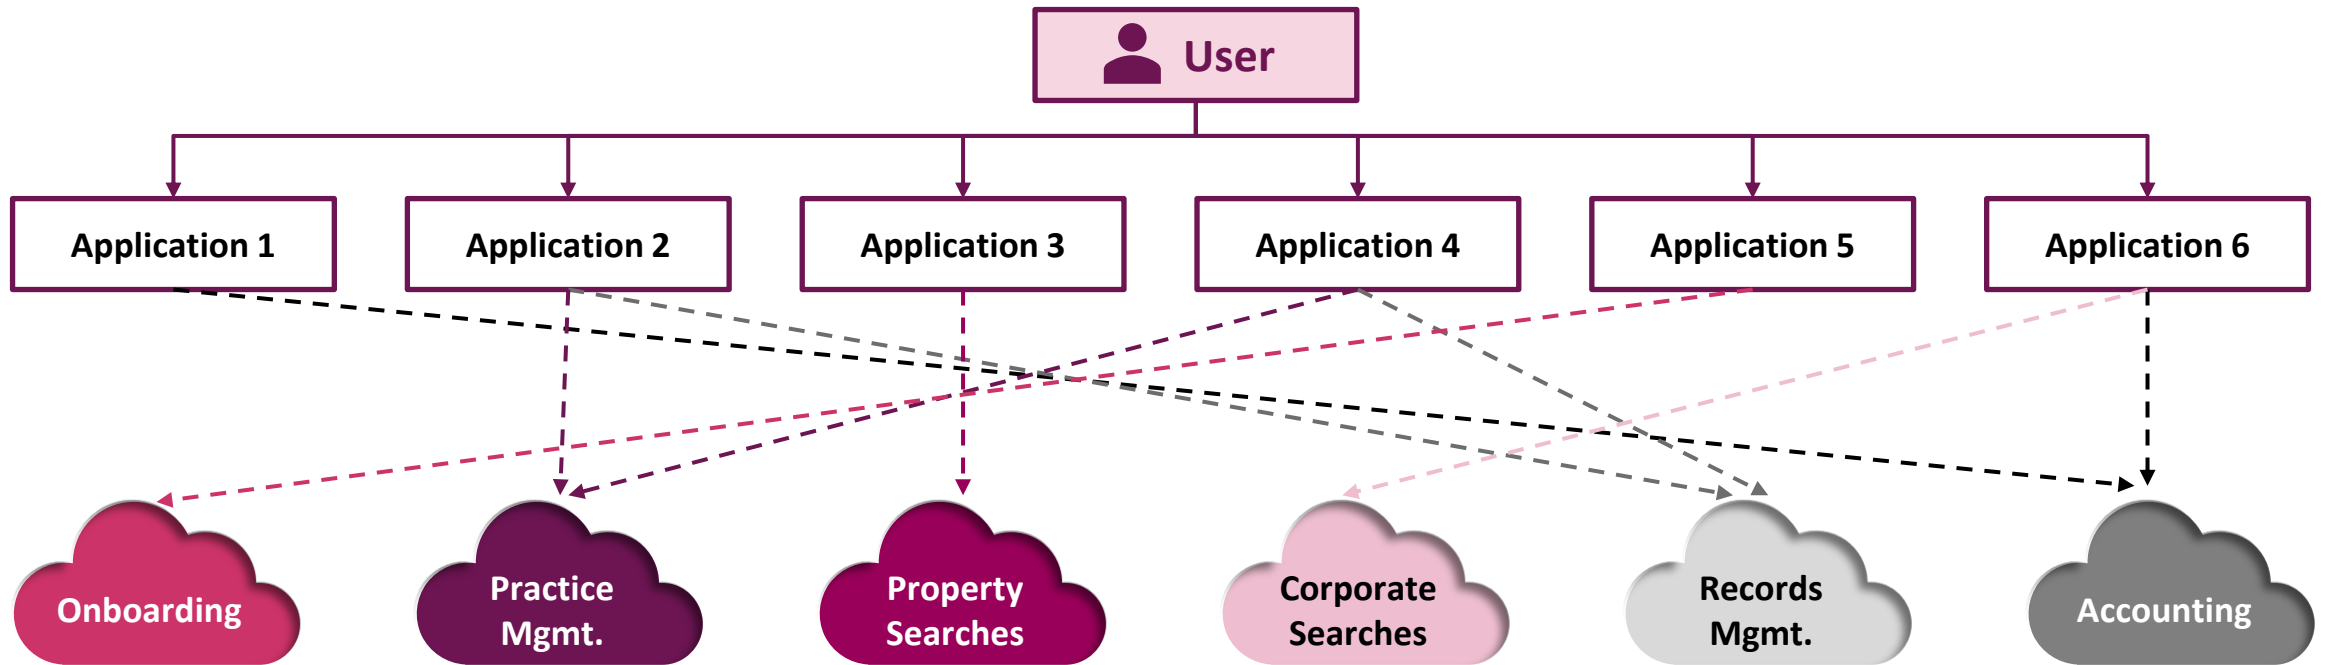 User
Application 1
Application 2
Application 3
Application 4
Application 5
Application 6
Onboarding
Practice
Mgmt.
Property
Searches
Corporate
Searches
Records
Mgmt.
Accounting